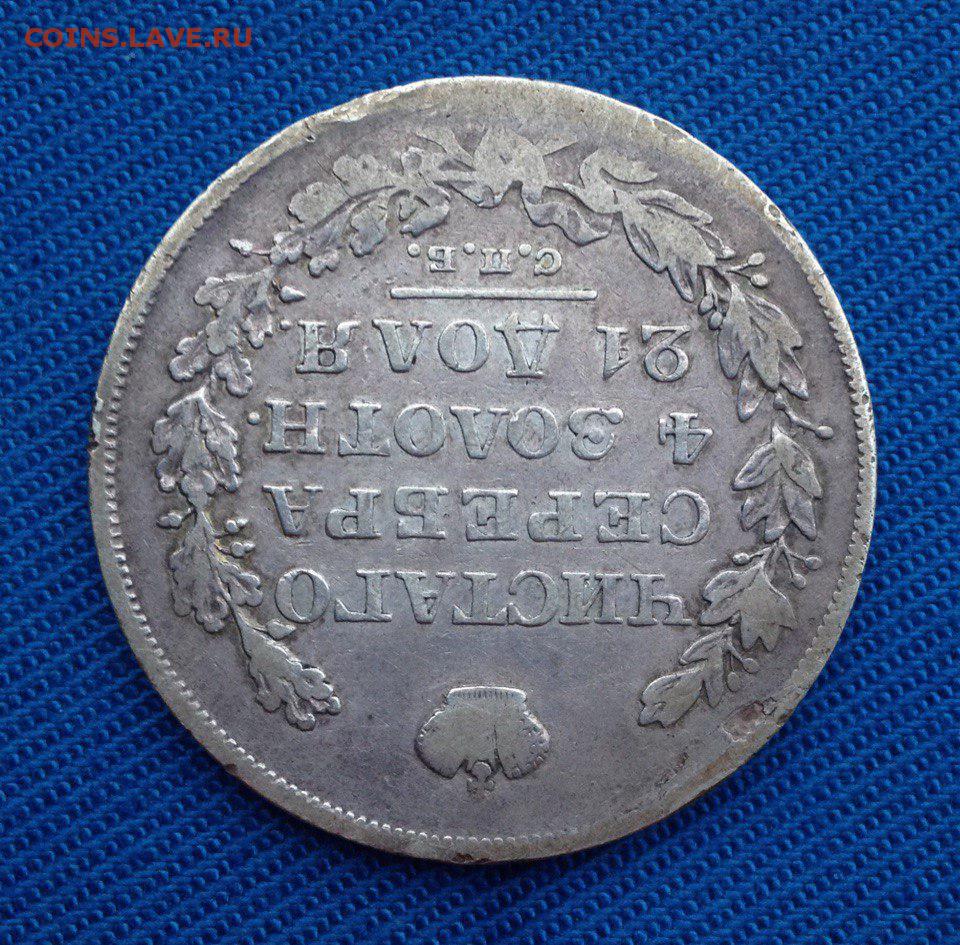 COINS.LAVE.RU
ЧИСТАГО
СЕРЕБРА
4 ЗОЛОТН.
21 ДОЛЯ.
С.П.Б.